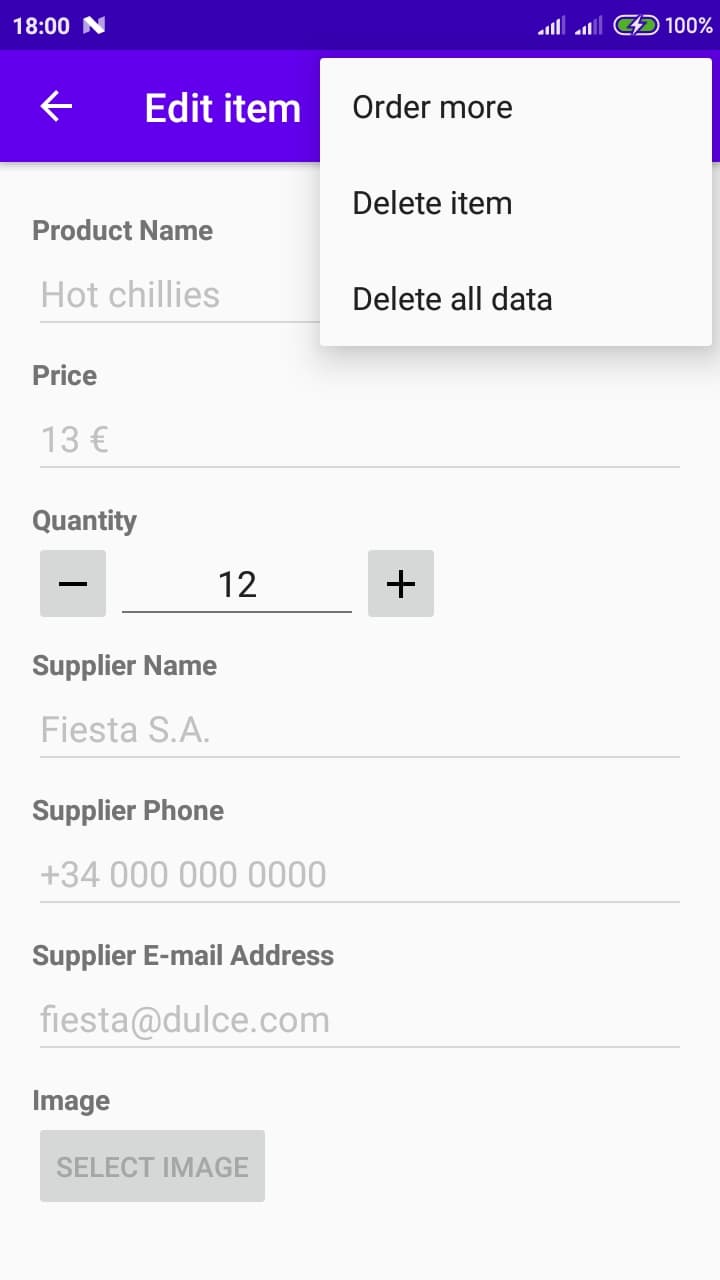 18:00
100%
Edit item
Order more
Delete item
Delete all data
Product Name
Hot chillies
Price
13 €
Quantity
12
Supplier Name
Fiesta S.A.
Supplier Phone
+34 000 000 0000
Supplier E-mail Address
fiesta@dulce.com
Image
SELECT IMAGE